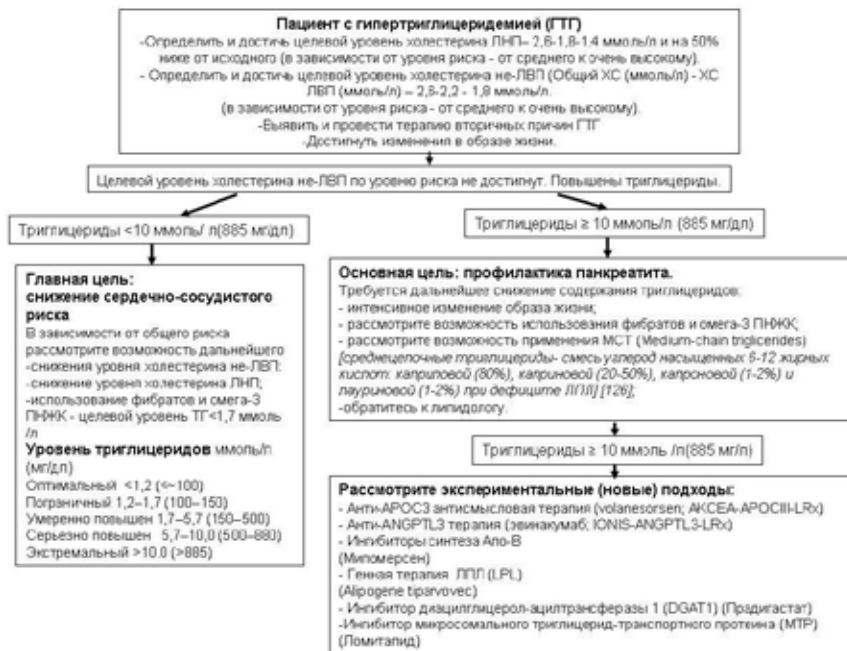 Пациент с гипертриглицеридемией (ГТГ)
-Определить и достичь целевой уровень холестерина ЛНП– 2,6-1,8-1,4 ммоль/л и на 50%
ниже от исходного (в зависимости от уровня риска - от среднего к очень высокому).
- Определить и достичь целевой уровень холестерина не-ЛВП (Общий ХС (ммоль/л) - ХС
ЛВП (ммоль/л) – 2,6-2,2 - 1,8 ммоль/л.
(в зависимости от уровня риска - от среднего к очень высокому).
-Выявить и провести терапию вторичных причин ГТГ
-Достигнуть изменения в образе жизни.
Целевой уровень холестерина не-ЛВП по уровню риска не достигнут. Повышены триглицериды.
Триглицериды <10 ммоль/ л(885 мг/дл)
Главная цель:
снижение сердечно-сосудистого
риска
В зависимости от общего риска
рассмотрите возможность дальнейшего
-снижения уровня холестерина не-ЛВП:
-снижение уровня холестерина ЛНП;
-использование фибратов и омега-3
ПНЖК - целевой уровень ТГ<1,7 ммоль
/л
Уровень триглицеридов ммоль/л
(мг/дл)
Оптимальный <1,2 (<~100)
Пограничный 1,2–1,7 (100–150)
Умеренно повышен 1,7–5,7 (150–500)
Серьезно повышен 5,7–10,0 (500–880)
Экстремальный >10.0 (>885)
Триглицериды ≥ 10 ммоль/л (885 мг/дл)
Основная цель: профилактика панкреатита.
Требуется дальнейшее снижение содержания триглицеридов:
- интенсивное изменение образа жизни;
- рассмотрите возможность использования фибратов и омега-3 ПНЖК;
- рассмотрите возможность применения МСТ (Medium-chain triglicerides)
[среднецепочные триглицериды- смесь углерод насыщенных 6-12 жирных
кислот: каприловой (80%), каприновой (20-50%), капроновой (1-2%) и
лауриновой (1-2%) при дефиците ЛПЛ] [126];
-обратитесь к липидологу.
Триглицериды ≥ 10 ммоль /л(885 мг/л)
Рассмотрите экспериментальные (новые) подходы:
- Анти-АРОС3 антисмысловая терапия (volanesorsen; AKCEA-APOCIII-LRx)
- Анти-ANGPTL3 терапия (эвинакумаб; IONIS-ANGPTL3-LRx)
- Ингибиторы синтеза Апо-В
(Мипомерсен)
- Генная терапия ЛПЛ (LPL)
(Alipogene tiparvovec)
- Ингибитор диацилглицерол-ацилтрансферазы 1 (DGAT1) (Прадигастат)
-Ингибитор микросомального триглицерид-транспортного протеина (МТР)
(Ломитапид)